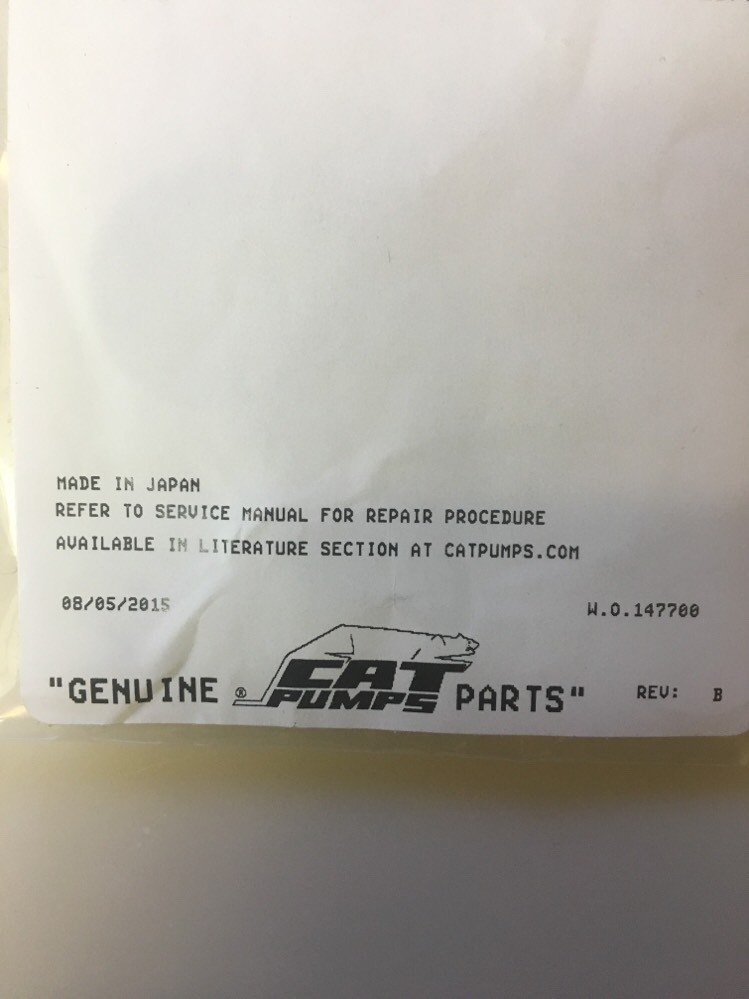 MADE IN JAPAN
REFER TO SERVICE MANUAL FOR REPAIR PROCEDURE
AVAILABLE IN LITERATURE SECTION AT CATPUMPS.COM
08/05/2015 W.O.147700
"GENUINE ® CAT PUMPS PARTS" REV: B